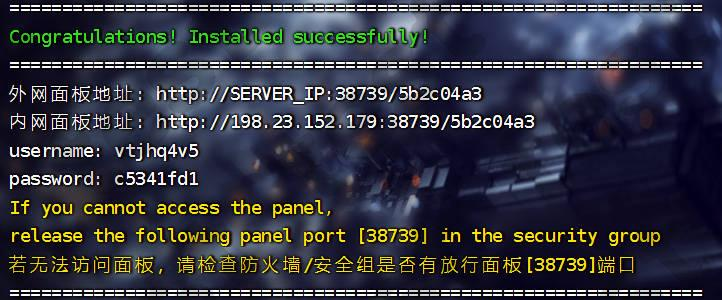 ==================================================================
Congratulations! Installed successfully!
==================================================================
外网面板地址: http://SERVER_IP:38739/5b2c04a3
内网面板地址: http://198.23.152.179:38739/5b2c04a3
username: vtjhq4v5
password: c5341fd1
If you cannot access the panel,
release the following panel port [38739] in the security group
若无法访问面板，请检查防火墙/安全组是否有放行面板[38739]端口
==================================================================